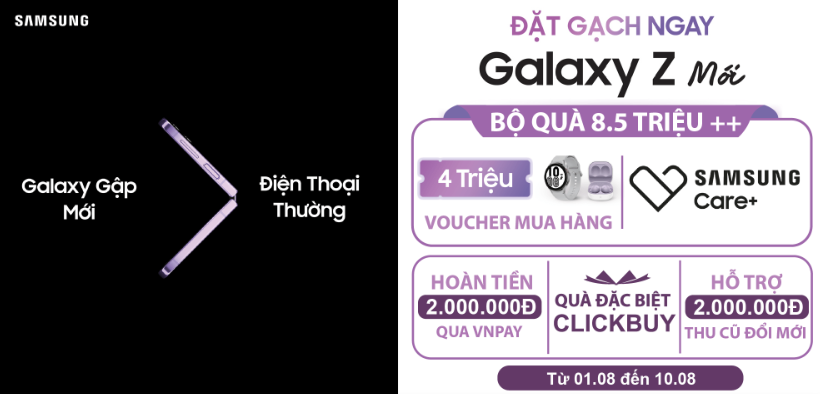 SAMSUNG
Galaxy Gập
Mới
Điện Thoại
Thường
ĐẶT GẠCH NGAY
Galaxy Z Mới
BỘ QUÀ 8.5 TRIỆU ++
4 Triệu
VOUCHER MUA HÀNG
SAMSUNG
Care+
HOÀN TIỀN
2.000.000Đ
QUA VNPAY
QUÀ ĐẶC BIỆT
CLICKBUY
HỖ TRỢ
2.000.000Đ
THU CŨ ĐỔI MỚI
Từ 01.08 đến 10.08